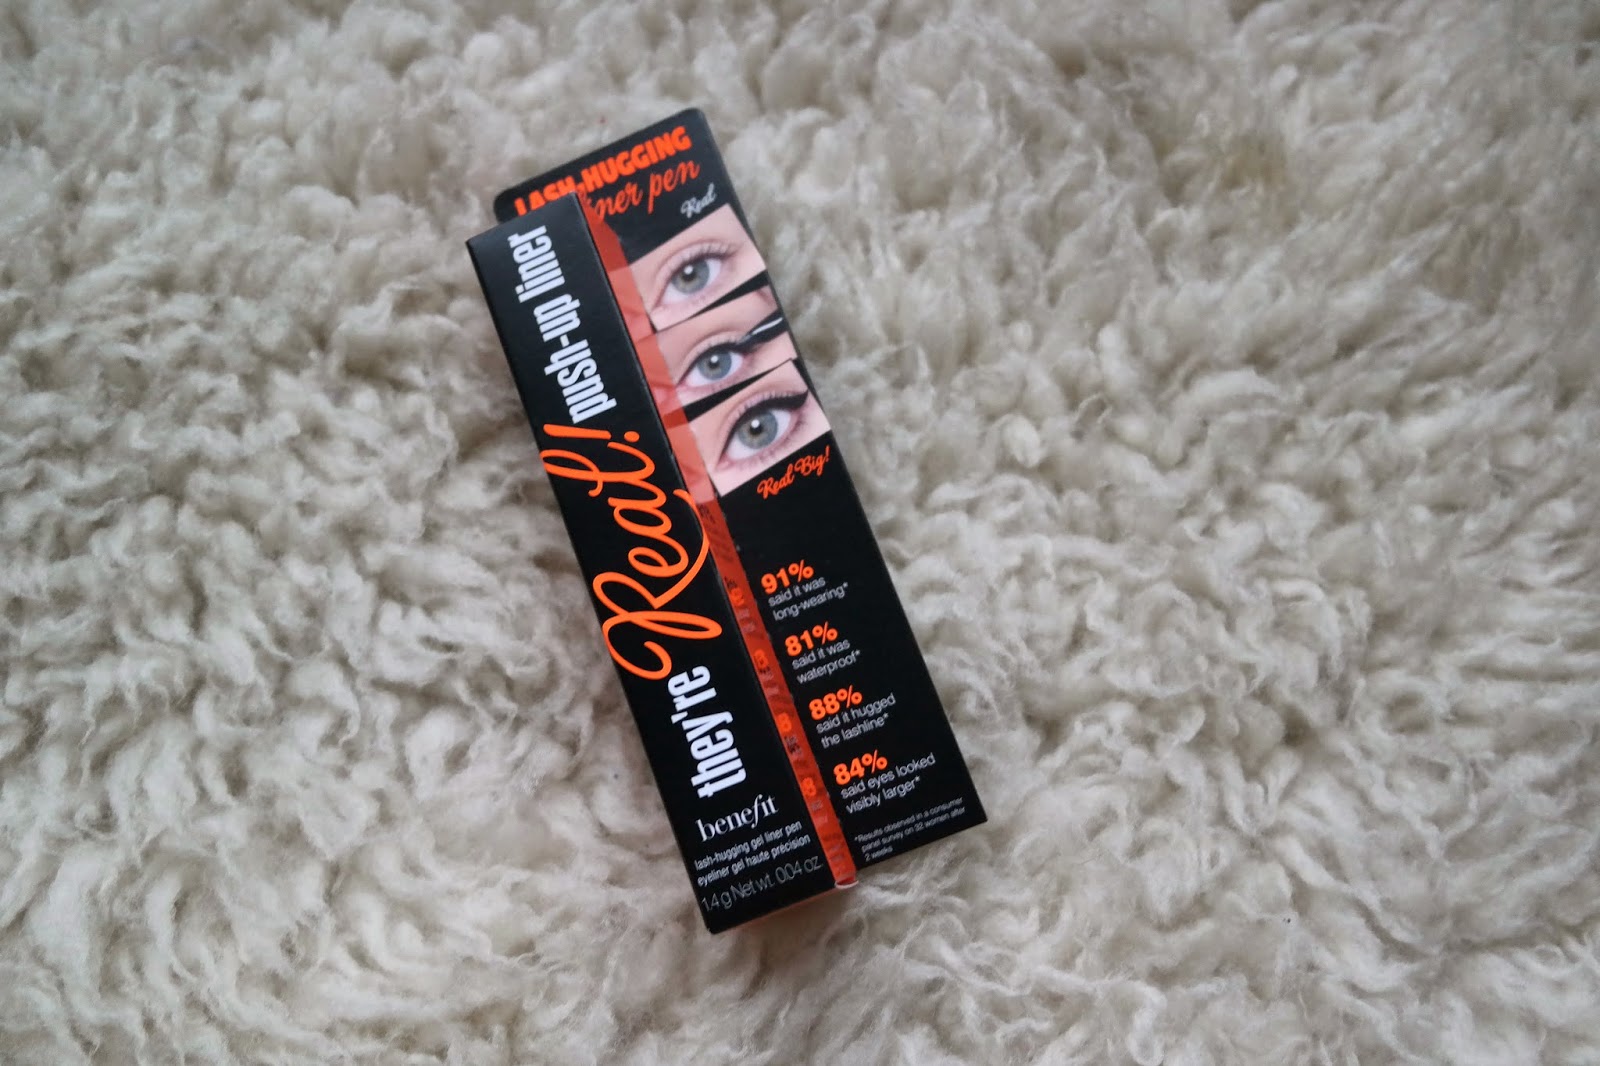 LASH-HUGGING
liner pen
Real
Real Big!
they're Real! push-up liner
benefit
lash-hugging gel liner pen
eyeliner gel haute précision
1.4 g Net wt. 0.04 oz.
91%
said it was
long-wearing*
81%
said it was
waterproof*
88%
said it hugged
the lashline*
84%
said eyes looked
visibly larger*
*Results observed in a consumer
panel survey on 32 women after
2 weeks